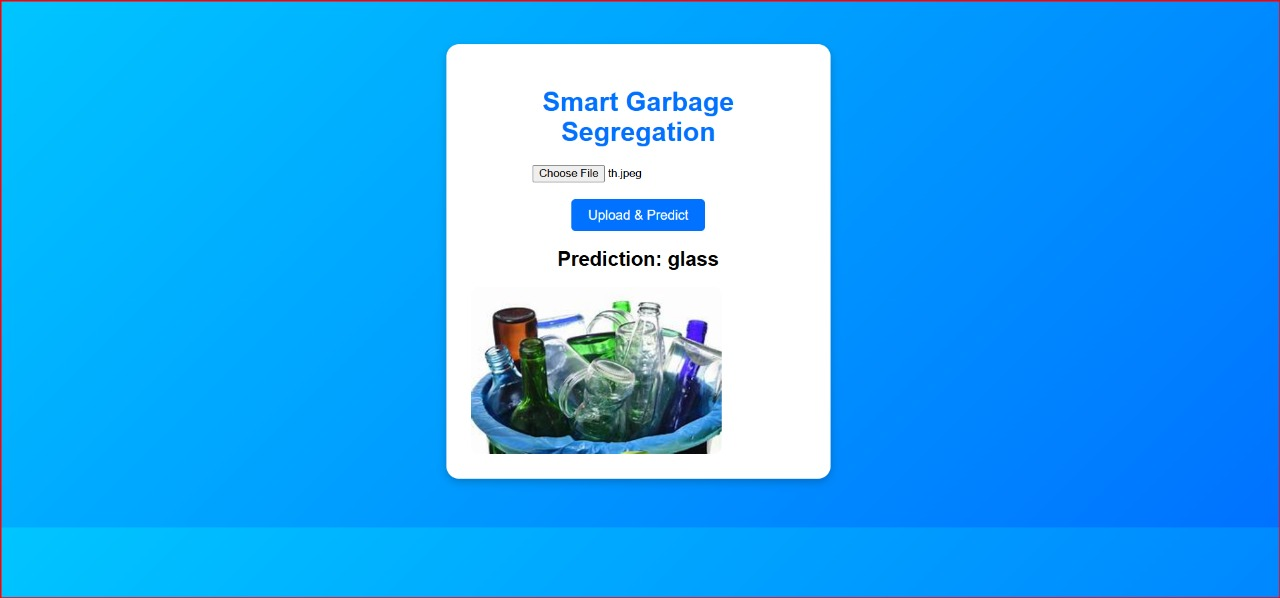 Smart Garbage
Segregation
Choose File th.jpeg
Upload & Predict
Prediction: glass